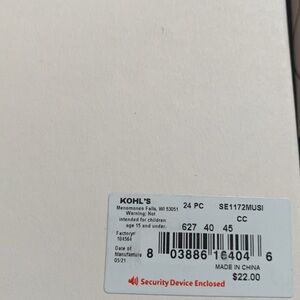 KOHL'S
Menomonee Falls, WI 53051
Warning: Not
intended for children
age 15 and under.
Factory#
104564
Date of
Manufacture
05/21
24 PC SE1172MUSI
CC
627 40 45
8 03886 16404 6
MADE IN CHINA
$22.00
Security Device Enclosed